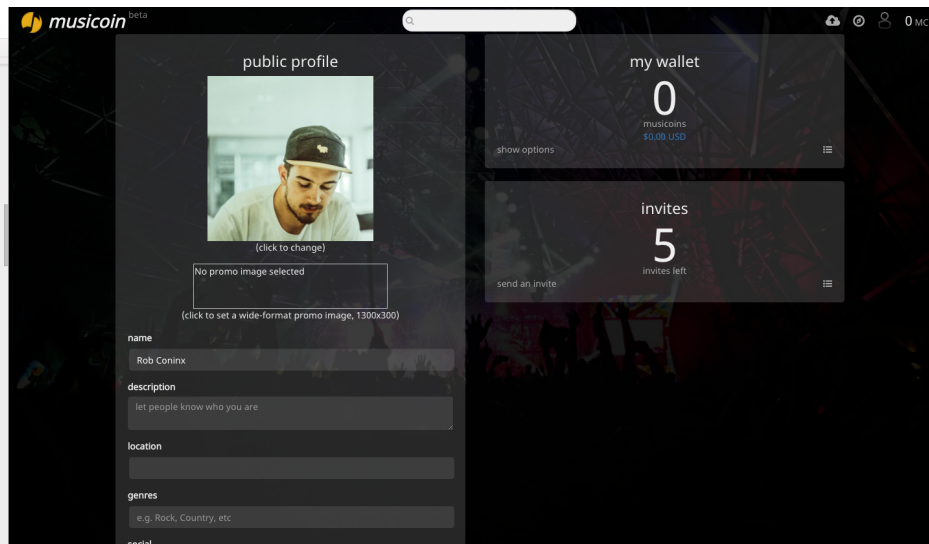 musicoin beta
0 MC
public profile
(click to change)
No promo image selected
(click to set a wide-format promo image, 1300x300)
name
Rob Coninx
description
let people know who you are
location
genres
e.g. Rock, Country, etc
social
my wallet
0
musicoins
$0.00 USD
show options
invites
5
invites left
send an invite